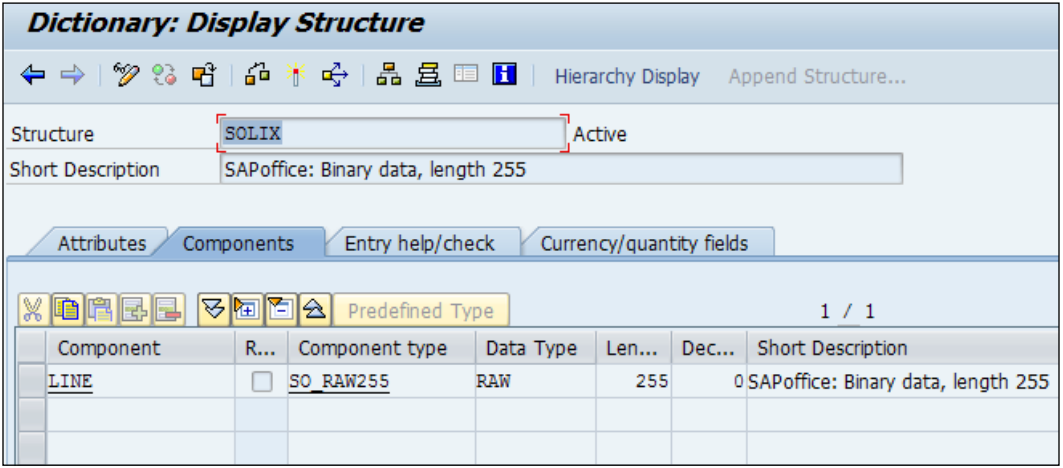 Dictionary: Display Structure
Hierarchy Display Append Structure...
Structure SOLIX Active
Short Description SAPoffice: Binary data, length 255
Attributes Components Entry help/check Currency/quantity fields
Predefined Type 1 / 1
Component R... Component type Data Type Len... Dec... Short Description
LINE SO_RAW255 RAW 255 0 SAPoffice: Binary data, length 255